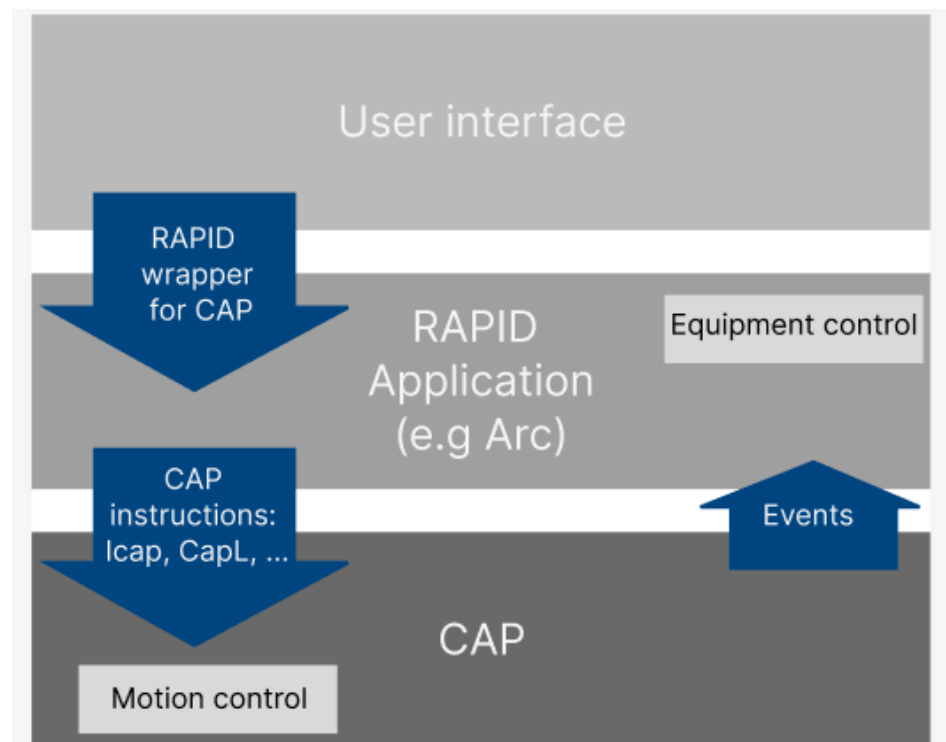 User interface
RAPID
wrapper
for CAP
RAPID
Application
(e.g Arc)
Equipment control
CAP
instructions:
Icap, CapL, ...
Events
CAP
Motion control